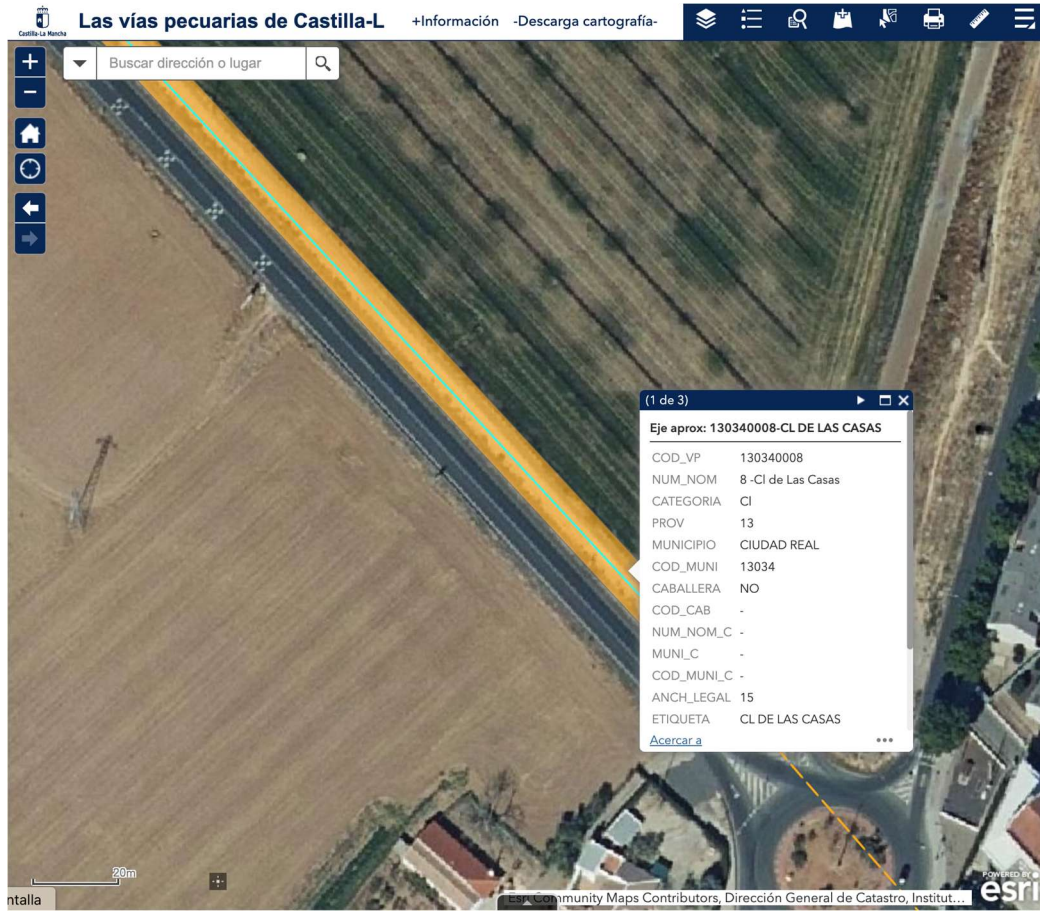 Castilla-La Mancha
Las vías pecuarias de Castilla-L
+Información -Descarga cartografía-
Buscar dirección o lugar
(1 de 3)
Eje aprox: 130340008-CL DE LAS CASAS
COD_VP 130340008
NUM_NOM 8 -Cl de Las Casas
CATEGORIA Cl
PROV 13
MUNICIPIO CIUDAD REAL
COD_MUNI 13034
CABALLERA NO
COD_CAB -
NUM_NOM_C -
MUNI_C -
COD_MUNI_C -
ANCH_LEGAL 15
ETIQUETA CL DE LAS CASAS
Acercar a
20m
ntalla
Esri Community Maps Contributors, Dirección General de Catastro, Institut...
POWERED BY
esri